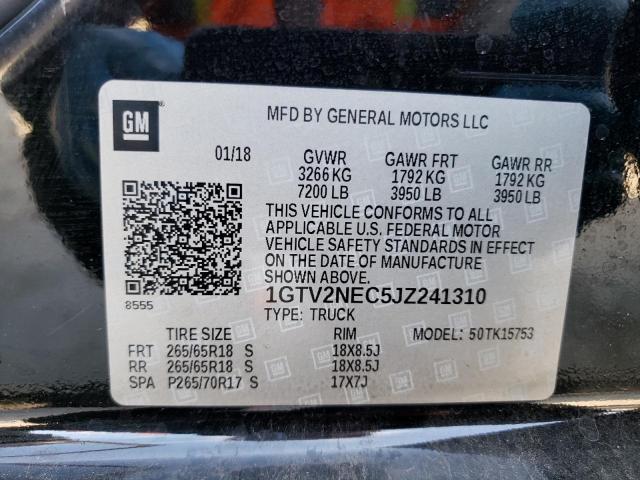 GM
®
MFD BY GENERAL MOTORS LLC
01/18 GVWR GAWR FRT GAWR RR
3266 KG 1792 KG 1792 KG
7200 LB 3950 LB 3950 LB
THIS VEHICLE CONFORMS TO ALL
APPLICABLE U.S. FEDERAL MOTOR
VEHICLE SAFETY STANDARDS IN EFFECT
ON THE DATE OF MANUFACTURE
SHOWN ABOVE.
8555 1GTV2NEC5JZ241310
TYPE: TRUCK
TIRE SIZE RIM MODEL: 50TK15753
FRT 265/65R18 S 18X8.5J
RR 265/65R18 S 18X8.5J
SPA P265/70R17 S 17X7J